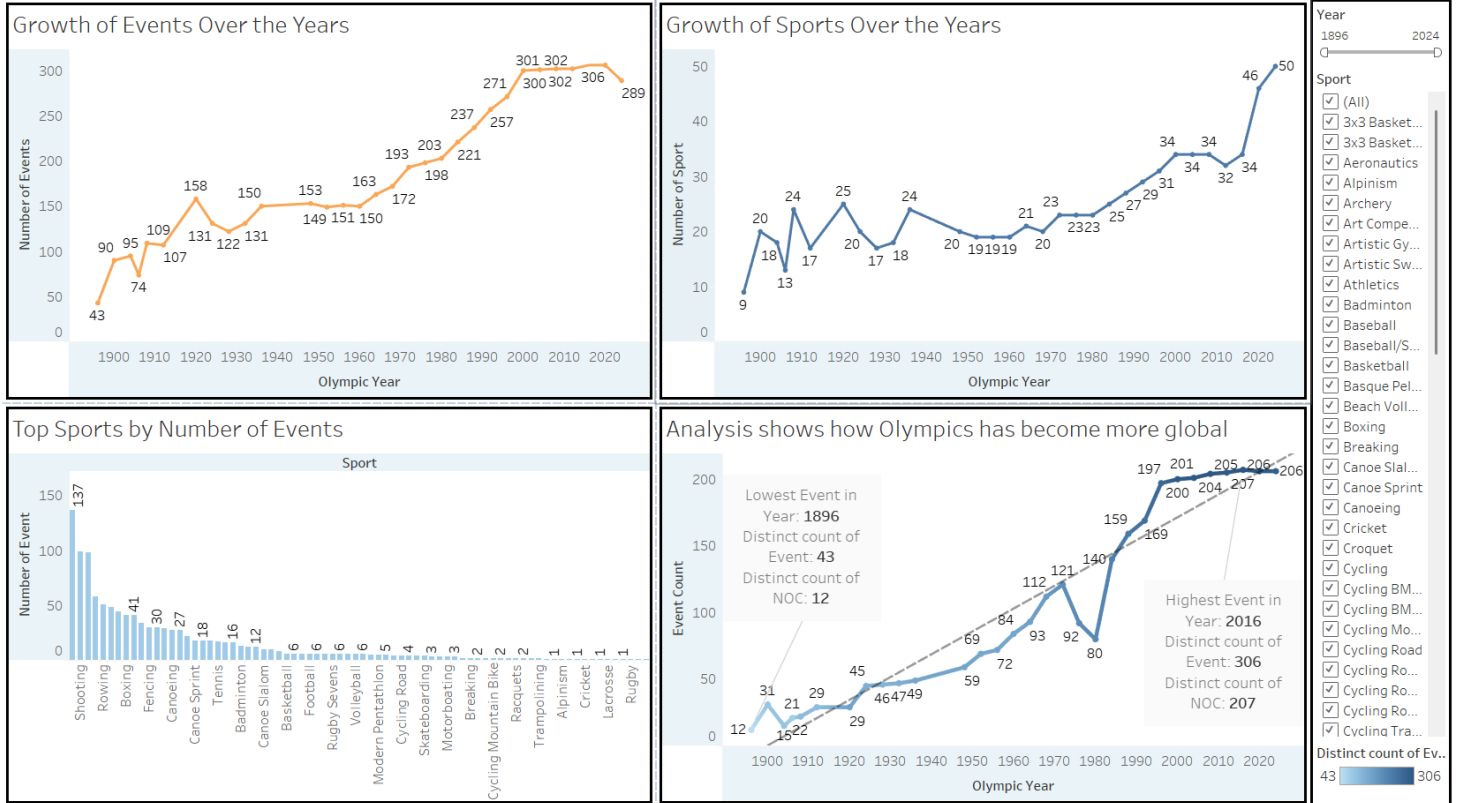 Growth of Events Over the Years
Number of Events
300
250
200
150
100
50
0
43
90
95
74
109
107
158
131
122
131
150
153
149
151
150
163
172
193
198
203
221
237
257
271
301
300
302
302
306
289
1900 1910 1920 1930 1940 1950 1960 1970 1980 1990 2000 2010 2020
Olympic Year
Growth of Sports Over the Years
Number of Sport
50
40
30
20
10
0
9
20
18
13
24
17
25
20
17
18
24
20
19
19
19
21
20
23
23
23
25
27
29
31
34
34
34
32
34
46
50
1900 1910 1920 1930 1940 1950 1960 1970 1980 1990 2000 2010 2020
Olympic Year
Top Sports by Number of Events
Sport
Number of Event
150
100
50
0
137
41
30
27
18
16
12
6
6
6
6
5
4
3
3
2
2
2
1
1
1
1
Shooting
Rowing
Boxing
Fencing
Canoeing
Canoe Sprint
Tennis
Badminton
Canoe Slalom
Basketball
Football
Rugby Sevens
Volleyball
Modern Pentathlon
Cycling Road
Skateboarding
Motorboating
Breaking
Cycling Mountain Bike
Racquets
Trampolining
Alpinism
Cricket
Lacrosse
Rugby
Analysis shows how Olympics has become more global
Event Count
200
150
100
50
0
Lowest Event in
Year: 1896
Distinct count of
Event: 43
Distinct count of
NOC: 12
12
31
15
21
22
29
29
45
46
47
49
59
69
72
84
93
112
121
92
80
140
159
169
197
200
201
204
205
207
206
206
Highest Event in
Year: 2016
Distinct count of
Event: 306
Distinct count of
NOC: 207
1900 1910 1920 1930 1940 1950 1960 1970 1980 1990 2000 2010 2020
Olympic Year
Year
1896 2024
Sport
(All)
3x3 Basket...
3x3 Basket...
Aeronautics
Alpinism
Archery
Art Compe...
Artistic Gy...
Artistic Sw...
Athletics
Badminton
Baseball
Baseball/S...
Basketball
Basque Pel...
Beach Voll...
Boxing
Breaking
Canoe Slal...
Canoe Sprint
Canoeing
Cricket
Croquet
Cycling
Cycling BM...
Cycling BM...
Cycling Mo...
Cycling Road
Cycling Ro...
Cycling Ro...
Cycling Ro...
Cycling Tra...
Distinct count of Ev..
43 306